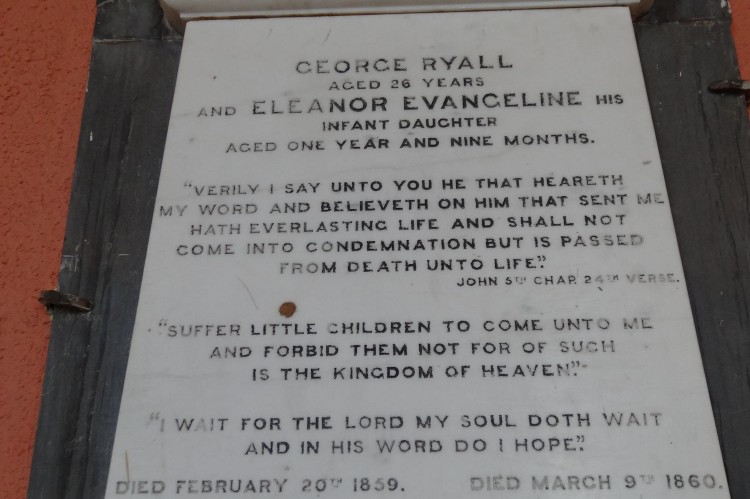 GEORGE RYALL
AGED 26 YEARS
AND ELEANOR EVANGELINE HIS
INFANT DAUGHTER
AGED ONE YEAR AND NINE MONTHS.
"VERILY I SAY UNTO YOU HE THAT HEARETH
MY WORD AND BELIEVETH ON HIM THAT SENT ME
HATH EVERLASTING LIFE AND SHALL NOT
COME INTO CONDEMNATION BUT IS PASSED
FROM DEATH UNTO LIFE."
JOHN 5TH CHAP. 24TH VERSE.
"SUFFER LITTLE CHILDREN TO COME UNTO ME
AND FORBID THEM NOT FOR OF SUCH
IS THE KINGDOM OF HEAVEN."
"I WAIT FOR THE LORD MY SOUL DOTH WAIT
AND IN HIS WORD DO I HOPE."
DIED FEBRUARY 20TH 1859. DIED MARCH 9TH 1860.